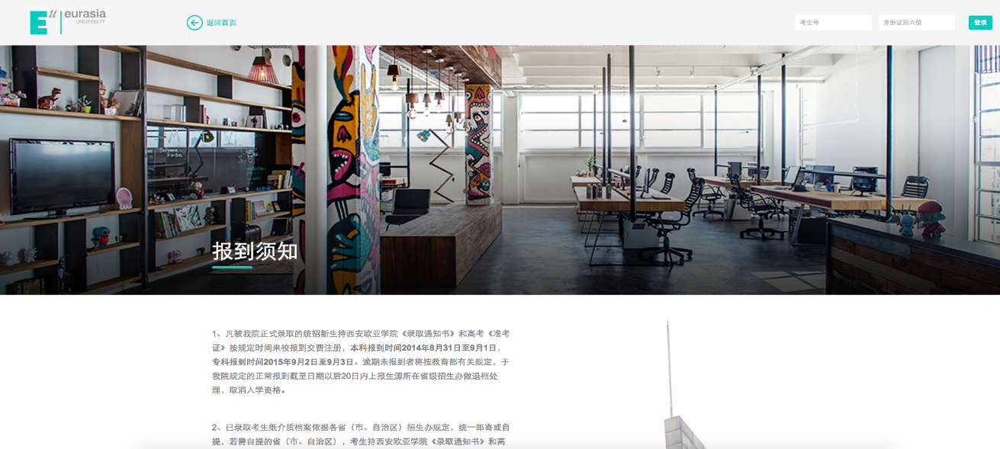 eurasia
UNIVERSITY
返回首页
考生号
身份证后六位
登录
报到须知
1、凡被我院正式录取的统招新生持西安欧亚学院《录取通知书》和高考《准考
证》按规定时间来校报到交费注册，本科报到时间2014年8月31日至9月1日，
专科报到时间2015年9月2日至9月3日。逾期未报到者将按教育部有关规定，于
我院规定的正常报到截至日期以后20日内上报生源所在省级招生办做退档处
理，取消入学资格。
2、已录取考生纸介质档案依据各省（市、自治区）招生办规定，统一邮寄或自
提，若需自提的省（市、自治区），考生持西安欧亚学院《录取通知书》和高